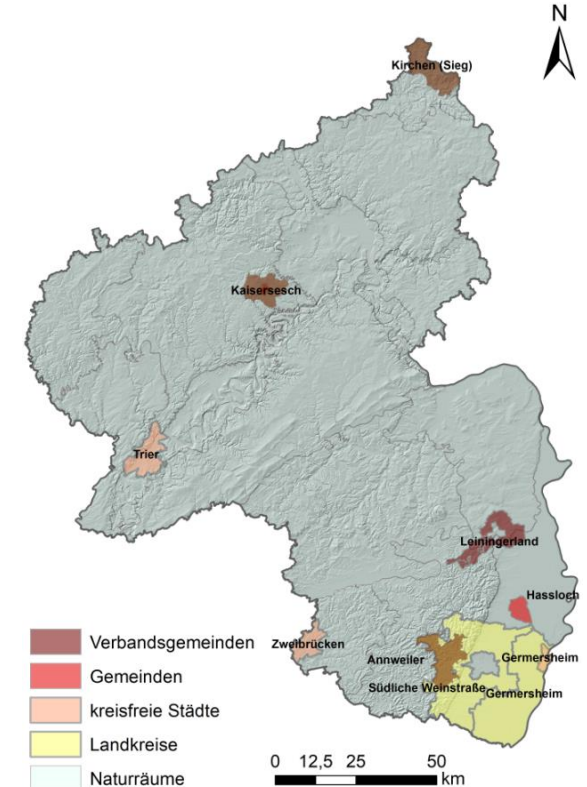 N
Kirchen (Sieg)
Kaisersesch
Trier
Leiningerland
Hassloch
Zweibrücken
Annweiler
Germersheim
Südliche Weinstraße
Germersheim
Verbandsgemeinden
Gemeinden
kreisfreie Städte
Landkreise
Naturräume
0 12,5 25 50
km